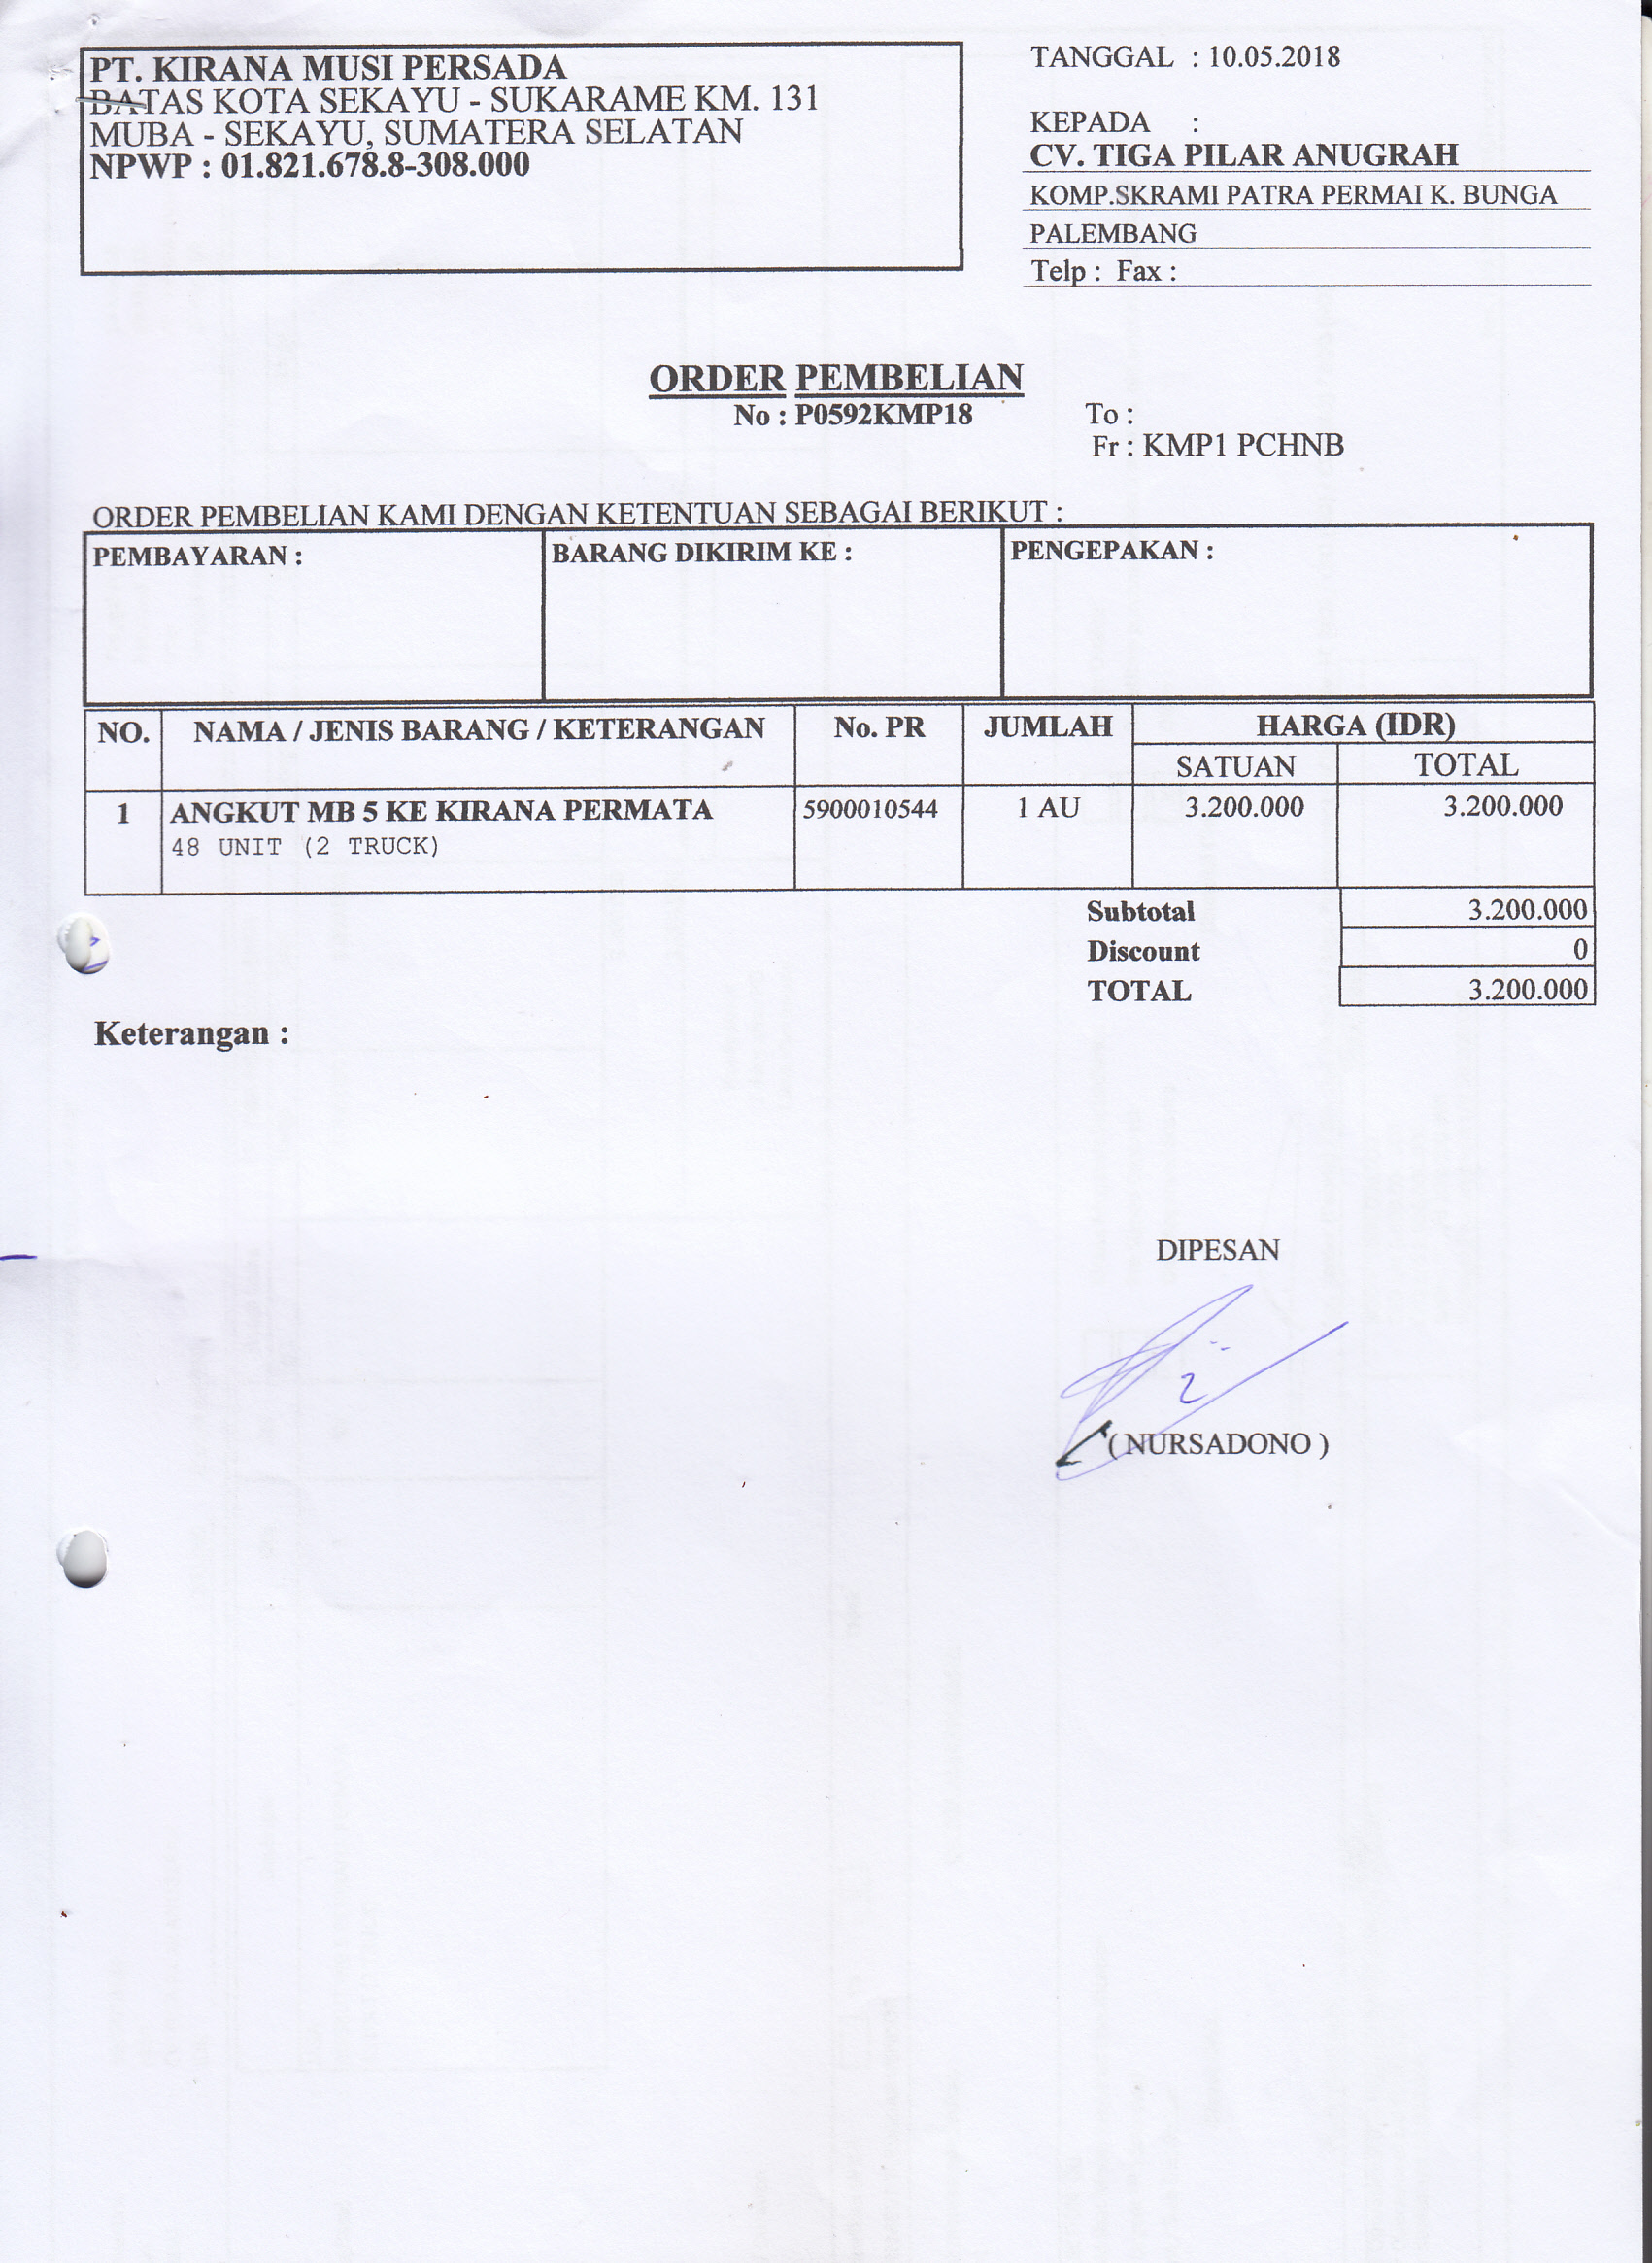 PT. KIRANA MUSI PERSADA
BATAS KOTA SEKAYU - SUKARAME KM. 131
MUBA - SEKAYU, SUMATERA SELATAN
NPWP : 01.821.678.8-308.000
TANGGAL : 10.05.2018
KEPADA :
CV. TIGA PILAR ANUGRAH
KOMP.SKRAMI PATRA PERMAI K. BUNGA
PALEMBANG
Telp : Fax :
ORDER PEMBELIAN
No : P0592KMP18
To :
Fr : KMP1 PCHNB
ORDER PEMBELIAN KAMI DENGAN KETENTUAN SEBAGAI BERIKUT :
PEMBAYARAN : BARANG DIKIRIM KE : PENGEPAKAN :
NO. NAMA / JENIS BARANG / KETERANGAN No. PR JUMLAH HARGA (IDR)
SATUAN TOTAL
1 ANGKUT MB 5 KE KIRANA PERMATA 5900010544 1 AU 3.200.000 3.200.000
48 UNIT (2 TRUCK)
Subtotal 3.200.000
Discount 0
TOTAL 3.200.000
Keterangan :
DIPESAN
( NURSADONO )